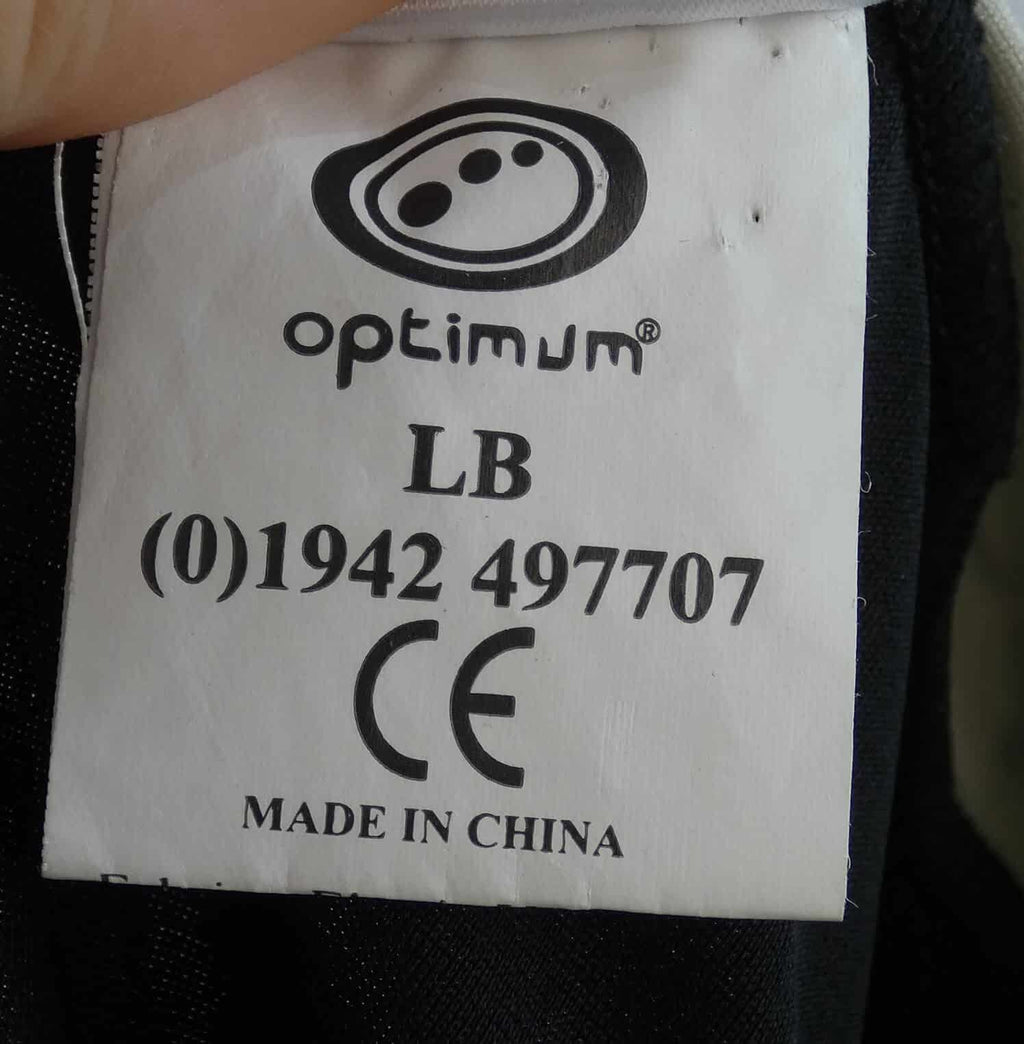 optimum®
LB
(0)1942 497707
CE
MADE IN CHINA